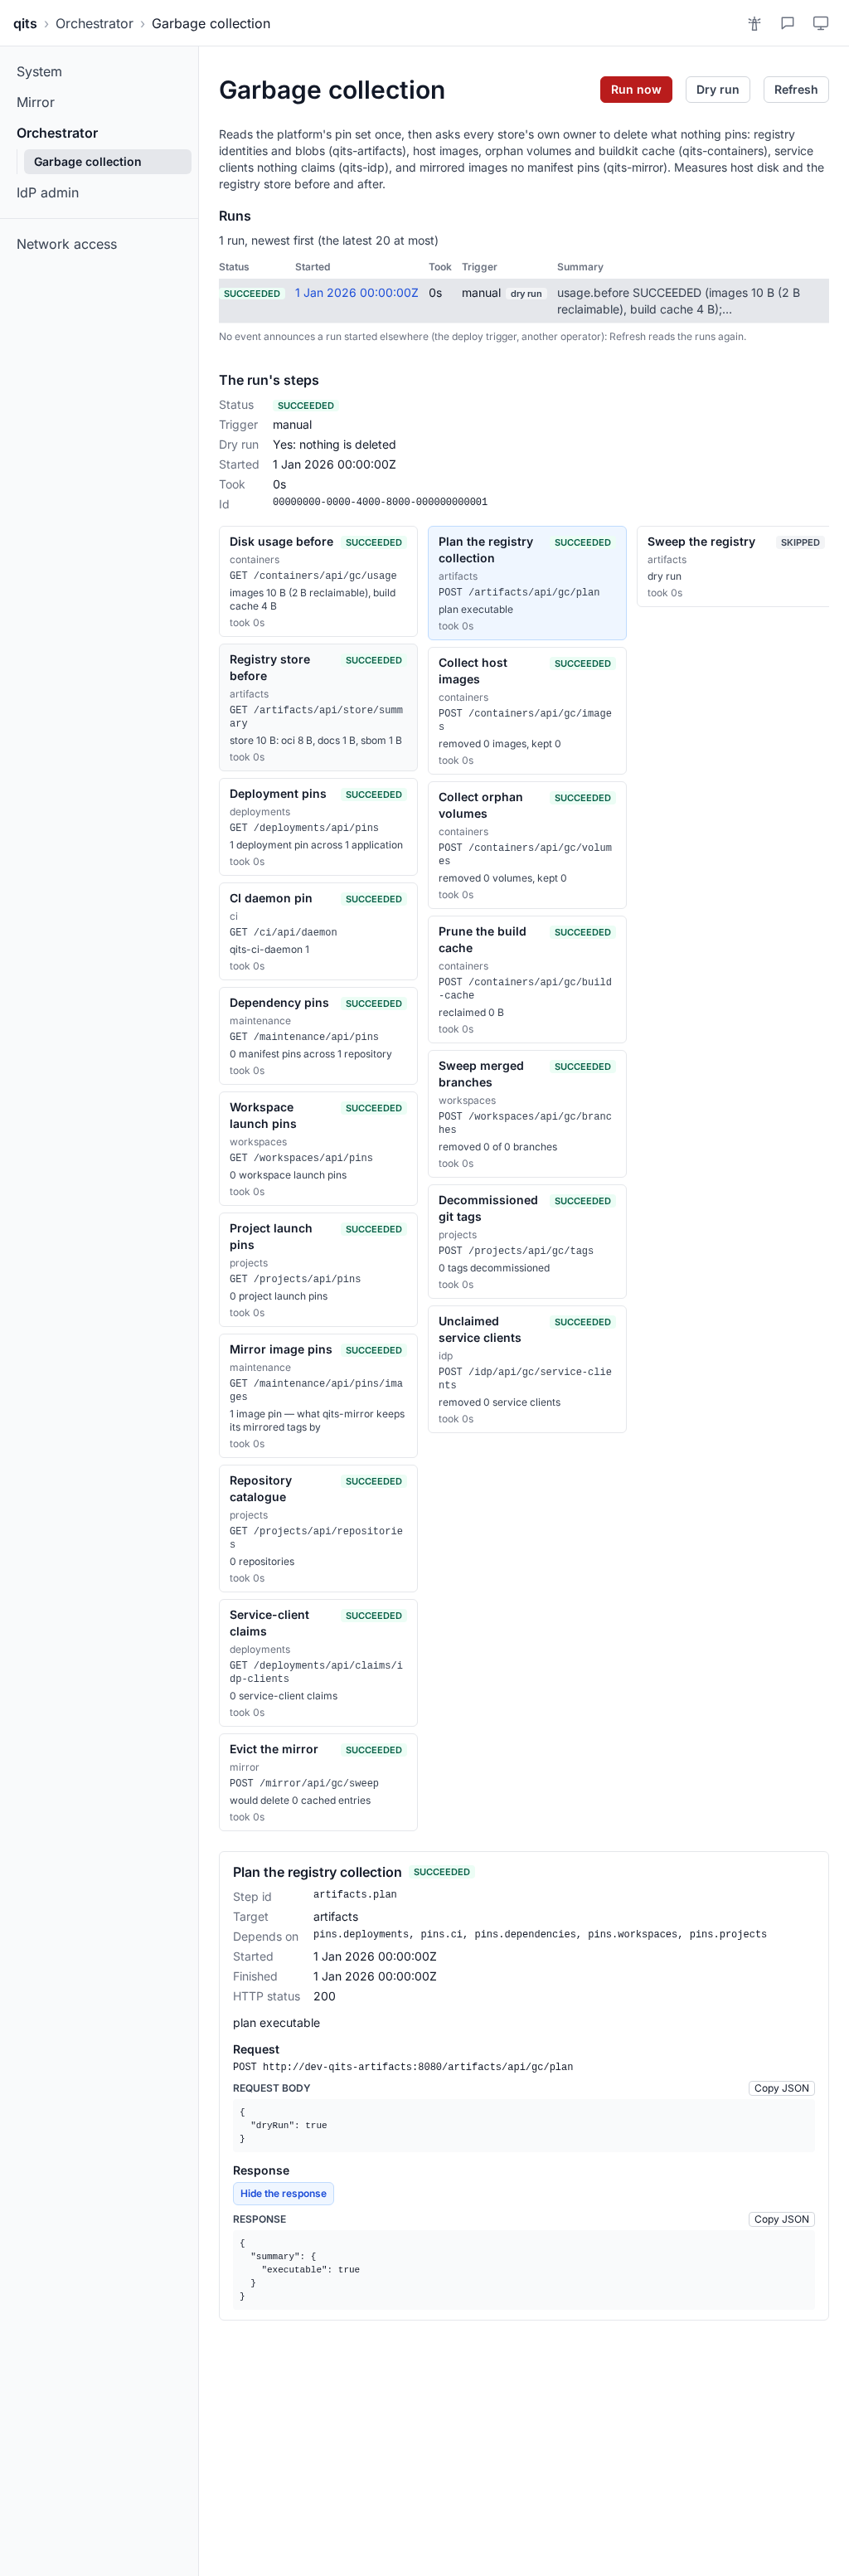 qits › Orchestrator › Garbage collection
System
Mirror
Orchestrator
Garbage collection
IdP admin
Network access
Garbage collection
Run now
Dry run
Refresh
Reads the platform's pin set once, then asks every store's own owner to delete what nothing pins: registry
identities and blobs (qits-artifacts), host images, orphan volumes and buildkit cache (qits-containers), service
clients nothing claims (qits-idp), and mirrored images no manifest pins (qits-mirror). Measures host disk and the
registry store before and after.
Runs
1 run, newest first (the latest 20 at most)
Status Started Took Trigger Summary
SUCCEEDED 1 Jan 2026 00:00:00Z 0s manual dry run usage.before SUCCEEDED (images 10 B (2 B
reclaimable), build cache 4 B);...
No event announces a run started elsewhere (the deploy trigger, another operator): Refresh reads the runs again.
The run's steps
Status SUCCEEDED
Trigger manual
Dry run Yes: nothing is deleted
Started 1 Jan 2026 00:00:00Z
Took 0s
Id 00000000-0000-4000-8000-000000000001
Disk usage before SUCCEEDED
containers
GET /containers/api/gc/usage
images 10 B (2 B reclaimable), build
cache 4 B
took 0s
Registry store
before
SUCCEEDED
artifacts
GET /artifacts/api/store/summ
ary
store 10 B: oci 8 B, docs 1 B, sbom 1 B
took 0s
Deployment pins SUCCEEDED
deployments
GET /deployments/api/pins
1 deployment pin across 1 application
took 0s
CI daemon pin SUCCEEDED
ci
GET /ci/api/daemon
qits-ci-daemon 1
took 0s
Dependency pins SUCCEEDED
maintenance
GET /maintenance/api/pins
0 manifest pins across 1 repository
took 0s
Workspace
launch pins
SUCCEEDED
workspaces
GET /workspaces/api/pins
0 workspace launch pins
took 0s
Project launch
pins
SUCCEEDED
projects
GET /projects/api/pins
0 project launch pins
took 0s
Mirror image pins SUCCEEDED
maintenance
GET /maintenance/api/pins/ima
ges
1 image pin — what qits-mirror keeps
its mirrored tags by
took 0s
Repository
catalogue
SUCCEEDED
projects
GET /projects/api/repositorie
s
0 repositories
took 0s
Service-client
claims
SUCCEEDED
deployments
GET /deployments/api/claims/i
dp-clients
0 service-client claims
took 0s
Evict the mirror SUCCEEDED
mirror
POST /mirror/api/gc/sweep
would delete 0 cached entries
took 0s
Plan the registry
collection
SUCCEEDED
artifacts
POST /artifacts/api/gc/plan
plan executable
took 0s
Collect host
images
SUCCEEDED
containers
POST /containers/api/gc/image
s
removed 0 images, kept 0
took 0s
Collect orphan
volumes
SUCCEEDED
containers
POST /containers/api/gc/volum
es
removed 0 volumes, kept 0
took 0s
Prune the build
cache
SUCCEEDED
containers
POST /containers/api/gc/build
-cache
reclaimed 0 B
took 0s
Sweep merged
branches
SUCCEEDED
workspaces
POST /workspaces/api/gc/branc
hes
removed 0 of 0 branches
took 0s
Decommissioned
git tags
SUCCEEDED
projects
POST /projects/api/gc/tags
0 tags decommissioned
took 0s
Unclaimed
service clients
SUCCEEDED
idp
POST /idp/api/gc/service-clie
nts
removed 0 service clients
took 0s
Sweep the registry SKIPPED
artifacts
dry run
took 0s
Plan the registry collection SUCCEEDED
Step id artifacts.plan
Target artifacts
Depends on pins.deployments, pins.ci, pins.dependencies, pins.workspaces, pins.projects
Started 1 Jan 2026 00:00:00Z
Finished 1 Jan 2026 00:00:00Z
HTTP status 200
plan executable
Request
POST http://dev-qits-artifacts:8080/artifacts/api/gc/plan
REQUEST BODY Copy JSON
{
"dryRun": true
}
Response
Hide the response
RESPONSE Copy JSON
{
"summary": {
"executable": true
}
}